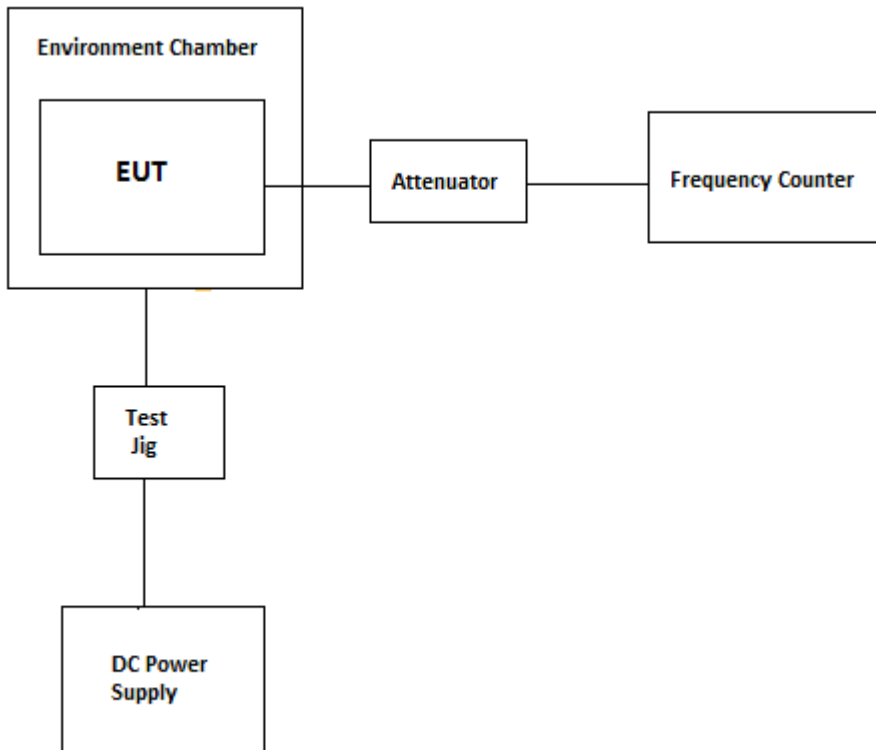 Environment Chamber
EUT
Attenuator
Frequency Counter
Test
Jig
DC Power
Supply